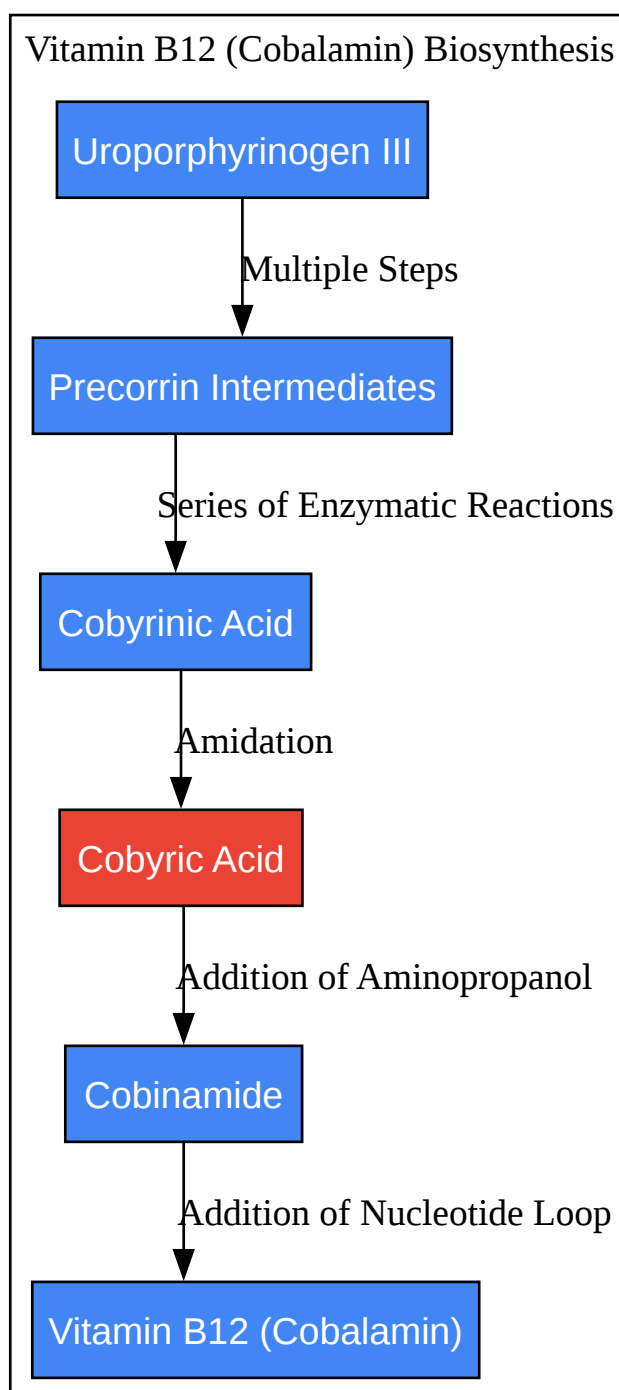 Vitamin B12 (Cobalamin) Biosynthesis
Uroporphyrinogen III
Multiple Steps
Precorrin Intermediates
Series of Enzymatic Reactions
Cobyrinic Acid
Amidation
Cobyric Acid
Addition of Aminopropanol
Cobinamide
Addition of Nucleotide Loop
Vitamin B12 (Cobalamin)